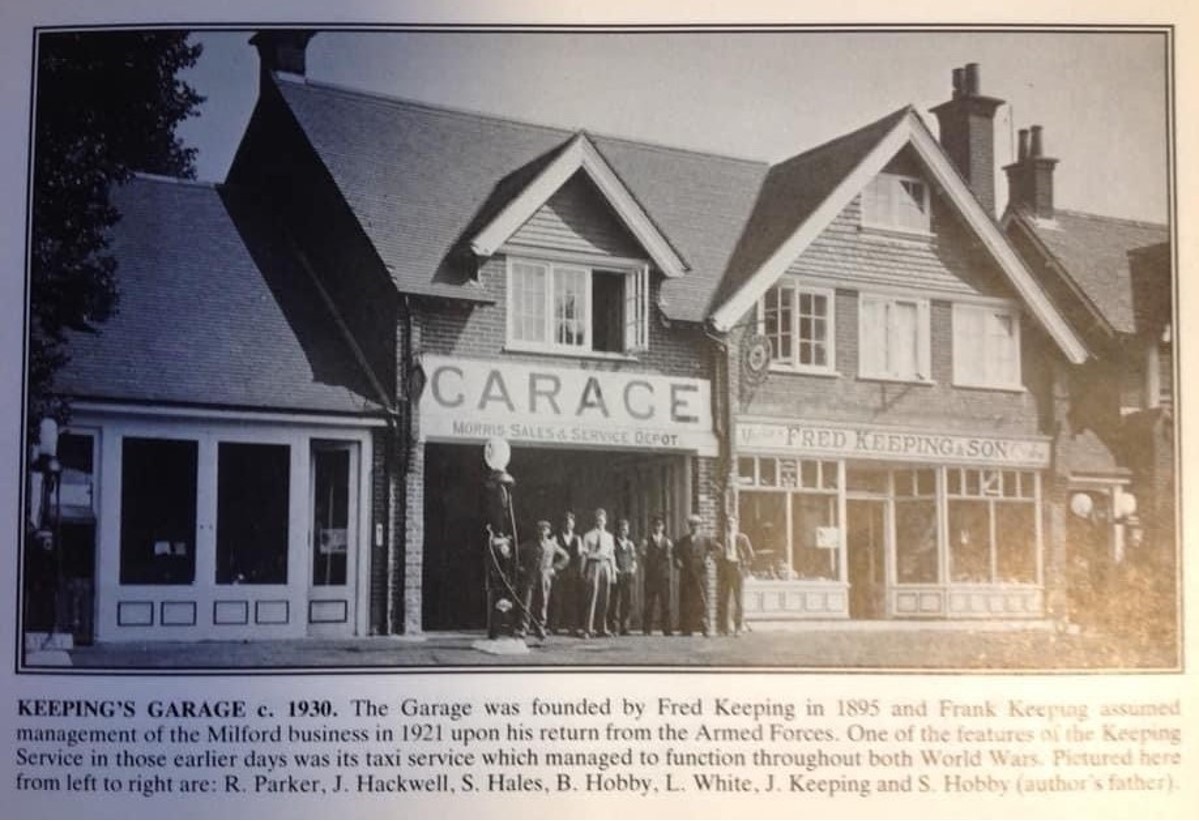 GARAGE
MORRIS SALES & SERVICE DEPOT.
FRED KEEPING & SON
KEEPING'S GARAGE c. 1930. The Garage was founded by Fred Keeping in 1895 and Frank Keeping assumed
management of the Milford business in 1921 upon his return from the Armed Forces. One of the features of the Keeping
Service in those earlier days was its taxi service which managed to function throughout both World Wars. Pictured here
from left to right are: R. Parker, J. Hackwell, S. Hales, B. Hobby, L. White, J. Keeping and S. Hobby (author's father).